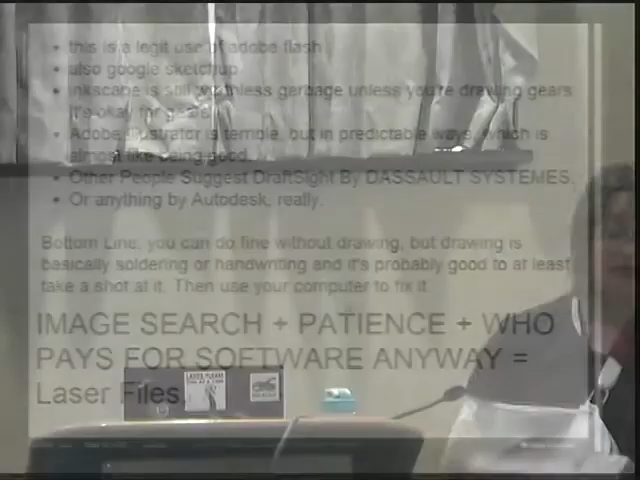 • this is a legit use of adobe flash
• also google sketchup
• inkscape is still worthless garbage unless you're drawing gears. It's okay for gears.
• Adobe Illustrator is terrible, but in predictable ways, which is
almost like being good.
• Other People Suggest DraftSight By DASSAULT SYSTEMES.
• Or anything by Autodesk, really.
Bottom Line, you can do fine without drawing, but drawing is
basically soldering or handwriting and it's probably good to at least
take a shot at it. Then use your computer to fix it
IMAGE SEARCH + PATIENCE + WHO
PAYS FOR SOFTWARE ANYWAY =
Laser Files